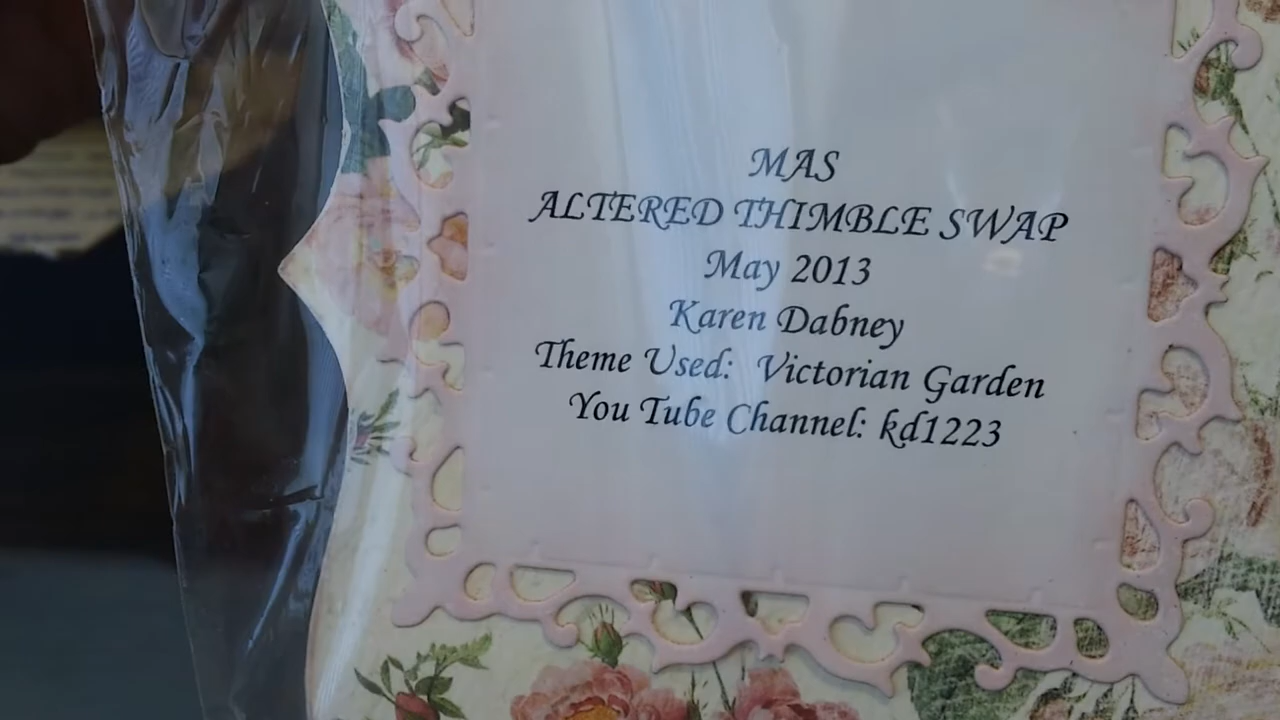 MAS
ALTERED THIMBLE SWAP
May 2013
Karen Dabney
Theme Used: Victorian Garden
You Tube Channel: kd1223